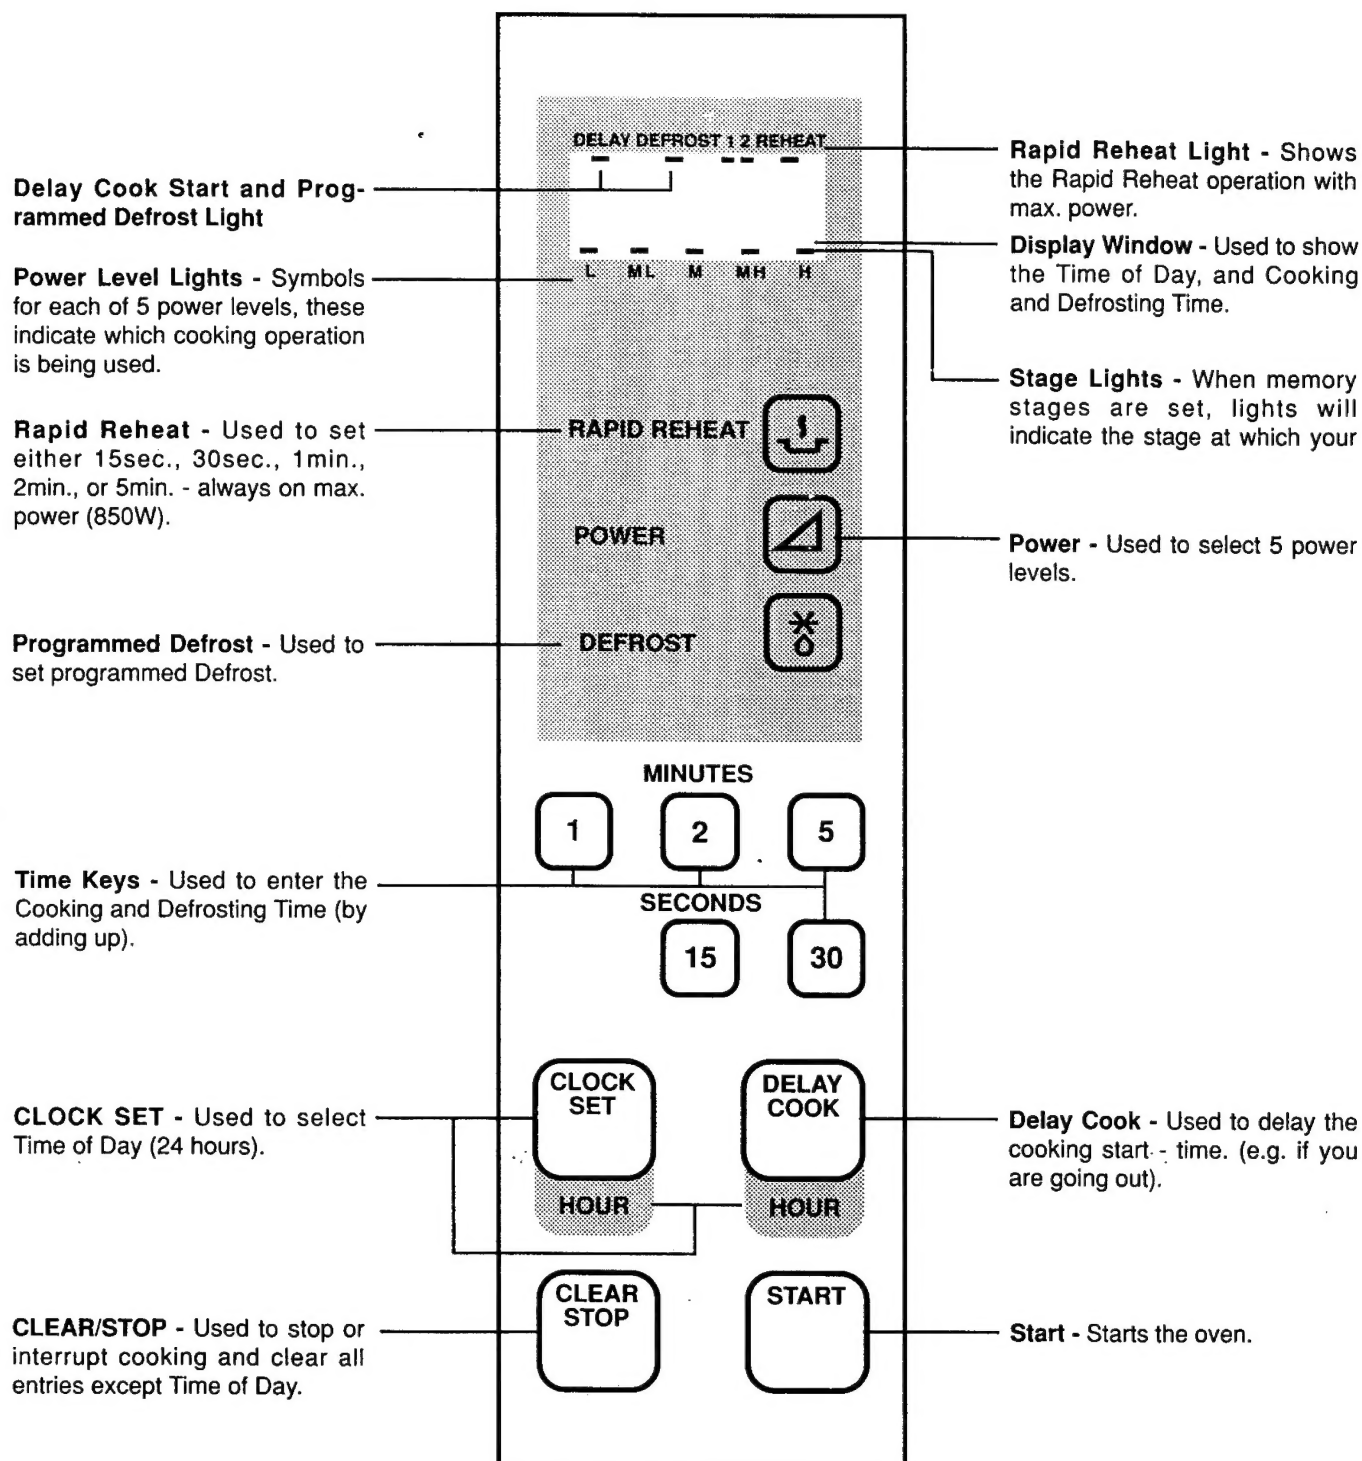 DELAY DEFROST 1 2 REHEAT
L ML M MH H
RAPID REHEAT
POWER
DEFROST
MINUTES
1 2 5
SECONDS
15 30
CLOCK
SET
HOUR
DELAY
COOK
HOUR
CLEAR
STOP
START
Delay Cook Start and Prog-
rammed Defrost Light
Power Level Lights - Symbols
for each of 5 power levels, these
indicate which cooking operation
is being used.
Rapid Reheat - Used to set
either 15sec., 30sec., 1min.,
2min., or 5min. - always on max.
power (850W).
Programmed Defrost - Used to
set programmed Defrost.
Time Keys - Used to enter the
Cooking and Defrosting Time (by
adding up).
CLOCK SET - Used to select
Time of Day (24 hours).
CLEAR/STOP - Used to stop or
interrupt cooking and clear all
entries except Time of Day.
Rapid Reheat Light - Shows
the Rapid Reheat operation with
max. power.
Display Window - Used to show
the Time of Day, and Cooking
and Defrosting Time.
Stage Lights - When memory
stages are set, lights will
indicate the stage at which your
Power - Used to select 5 power
levels.
Delay Cook - Used to delay the
cooking start - time. (e.g. if you
are going out).
Start - Starts the oven.